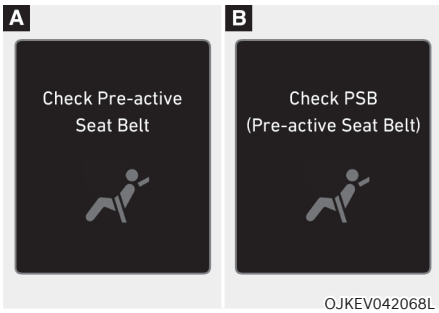 A
Check Pre-active
Seat Belt
B
Check PSB
(Pre-active Seat Belt)
OJKEV042068L